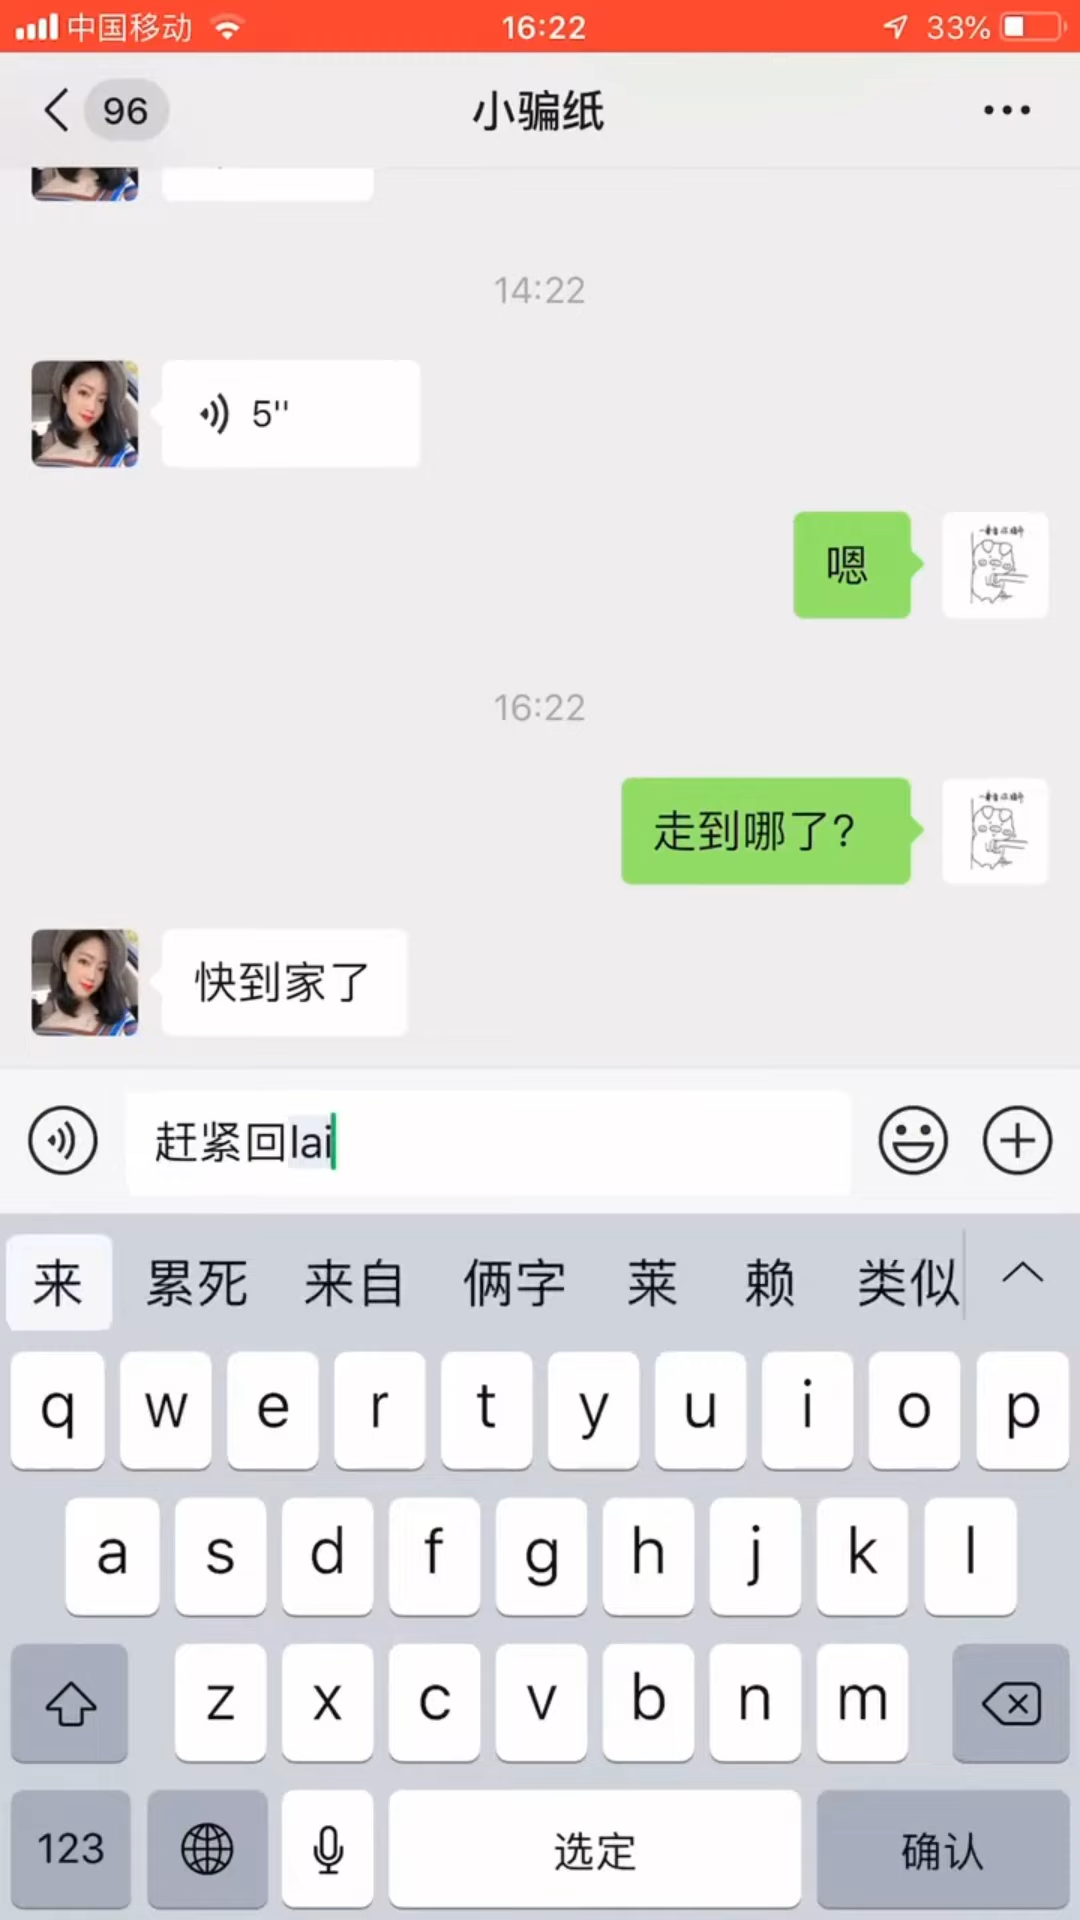 中国移动 16:22 33%
96 小骗纸
14:22
5''
嗯
16:22
走到哪了?
快到家了
赶紧回lai
来 累死 来自 俩字 莱 赖 类似
q w e r t y u i o p
a s d f g h j k l
z x c v b n m
123 选定 确认